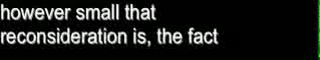 however small that
reconsideration is, the fact